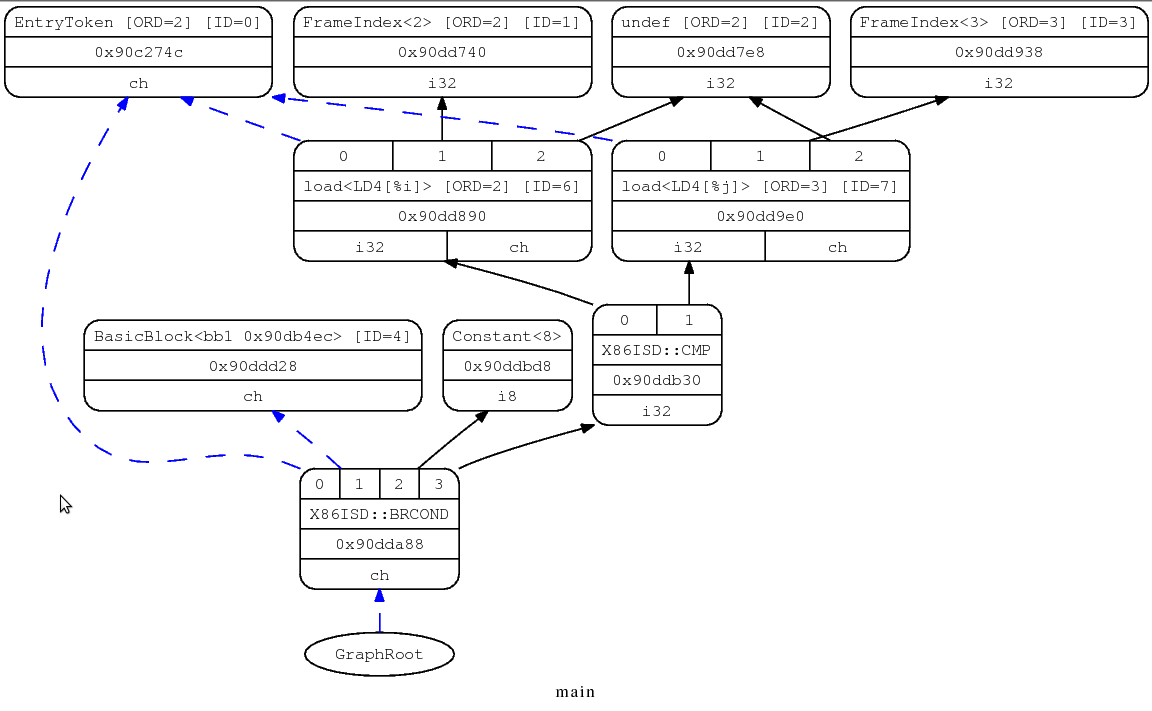 EntryToken [ORD=2] [ID=0]
0x90c274c
ch
FrameIndex<2> [ORD=2] [ID=1]
0x90dd740
i32
undef [ORD=2] [ID=2]
0x90dd7e8
i32
FrameIndex<3> [ORD=3] [ID=3]
0x90dd938
i32
0 1 2
load<LD4[%i]> [ORD=2] [ID=6]
0x90dd890
i32 ch
0 1 2
load<LD4[%j]> [ORD=3] [ID=7]
0x90dd9e0
i32 ch
BasicBlock<bb1 0x90db4ec> [ID=4]
0x90ddd28
ch
Constant<8>
0x90ddbd8
i8
0 1
X86ISD::CMP
0x90ddb30
i32
0 1 2 3
X86ISD::BRCOND
0x90dda88
ch
GraphRoot
main